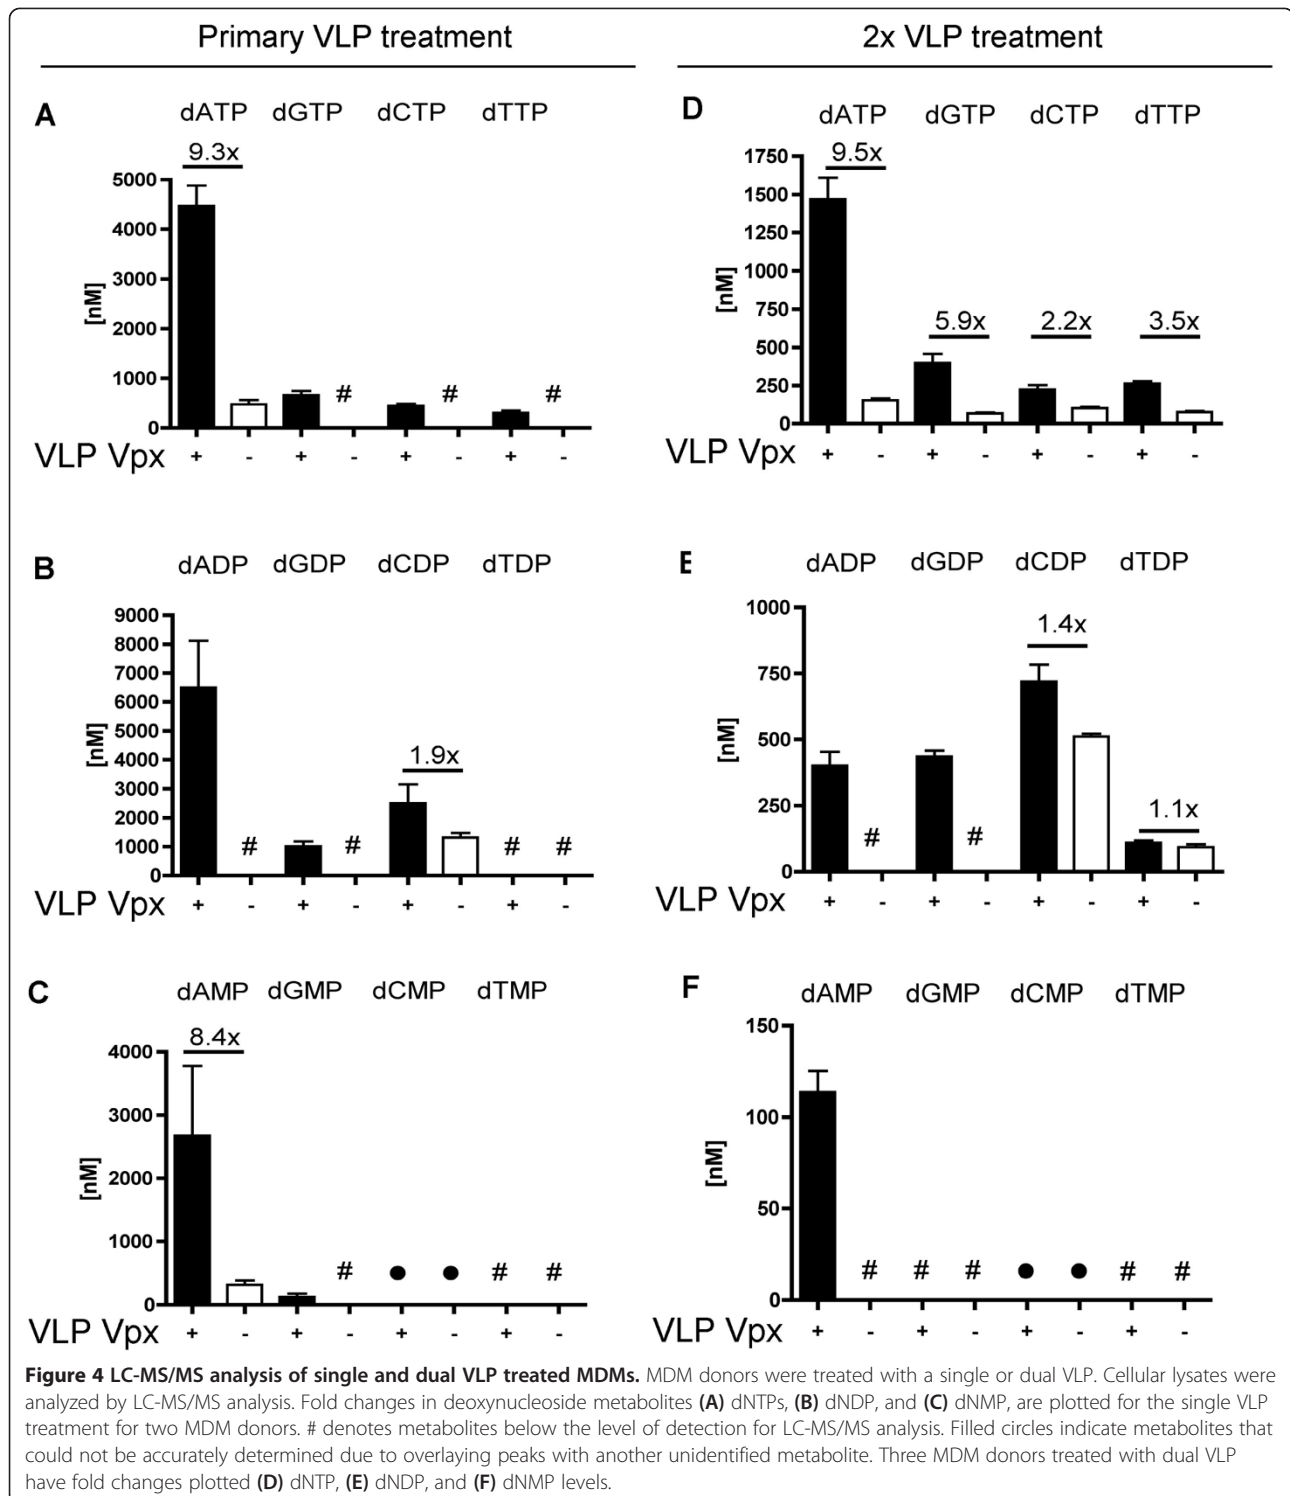 Primary VLP treatment
2x VLP treatment
A
dATP dGTP dCTP dTTP
9.3x
5000
4000
3000
2000
1000
0
[nM]
# # #
VLP Vpx + - + - + - + -
D
dATP dGTP dCTP dTTP
9.5x
1750
1500
1250
1000
750
500
250
0
[nM]
5.9x 2.2x 3.5x
VLP Vpx + - + - + - + -
B
dADP dGDP dCDP dTDP
9000
8000
7000
6000
5000
4000
3000
2000
1000
0
[nM]
1.9x
# # # #
VLP Vpx + - + - + - + -
E
dADP dGDP dCDP dTDP
1000
750
500
250
0
[nM]
1.4x
1.1x
# #
VLP Vpx + - + - + - + -
C
dAMP dGMP dCMP dTMP
8.4x
4000
3000
2000
1000
0
[nM]
# ● ● # #
VLP Vpx + - + - + - + -
F
dAMP dGMP dCMP dTMP
150
100
50
0
[nM]
# # # ● ● # #
VLP Vpx + - + - + - + -
Figure 4 LC-MS/MS analysis of single and dual VLP treated MDMs. MDM donors were treated with a single or dual VLP. Cellular lysates were
analyzed by LC-MS/MS analysis. Fold changes in deoxynucleoside metabolites (A) dNTPs, (B) dNDP, and (C) dNMP, are plotted for the single VLP
treatment for two MDM donors. # denotes metabolites below the level of detection for LC-MS/MS analysis. Filled circles indicate metabolites that
could not be accurately determined due to overlaying peaks with another unidentified metabolite. Three MDM donors treated with dual VLP
have fold changes plotted (D) dNTP, (E) dNDP, and (F) dNMP levels.